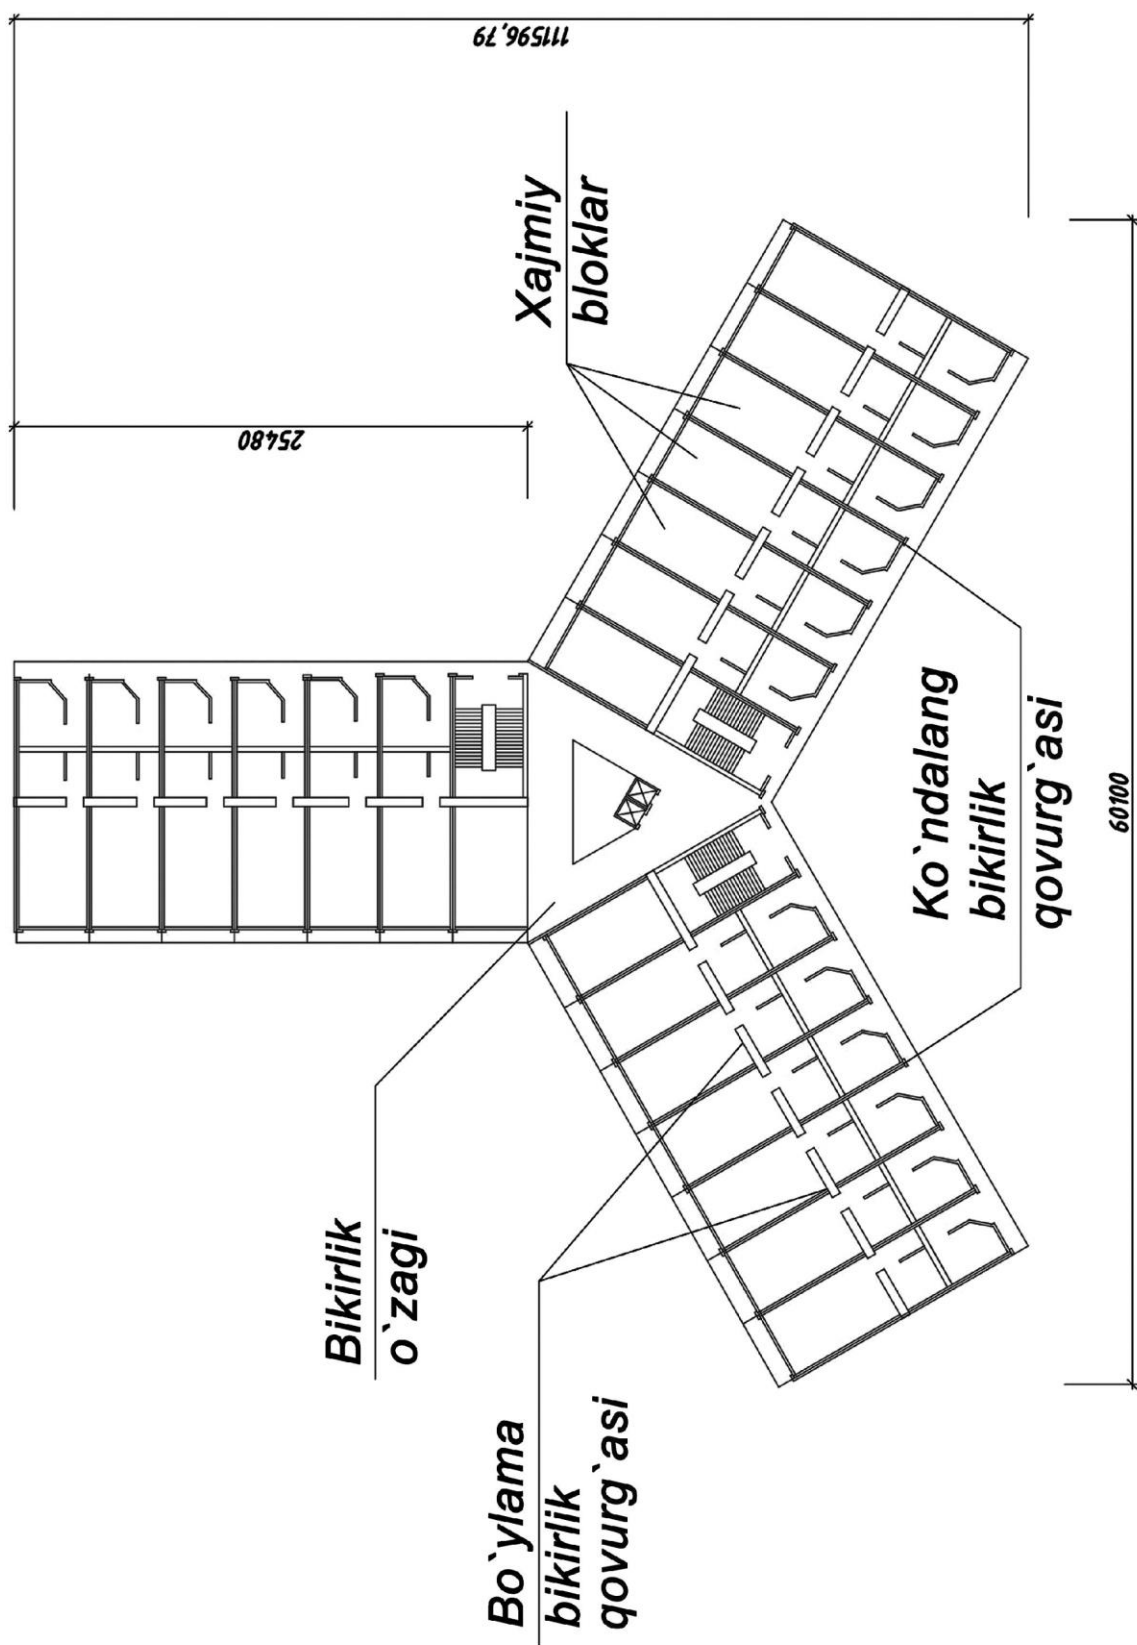 Bikirlik
o`zagi
25480
Bo`ylama
bikirlik
qovurg`asi
Xajmiy
bloklar
111596,79
Ko`ndalang
bikirlik
qovurg`asi
60100